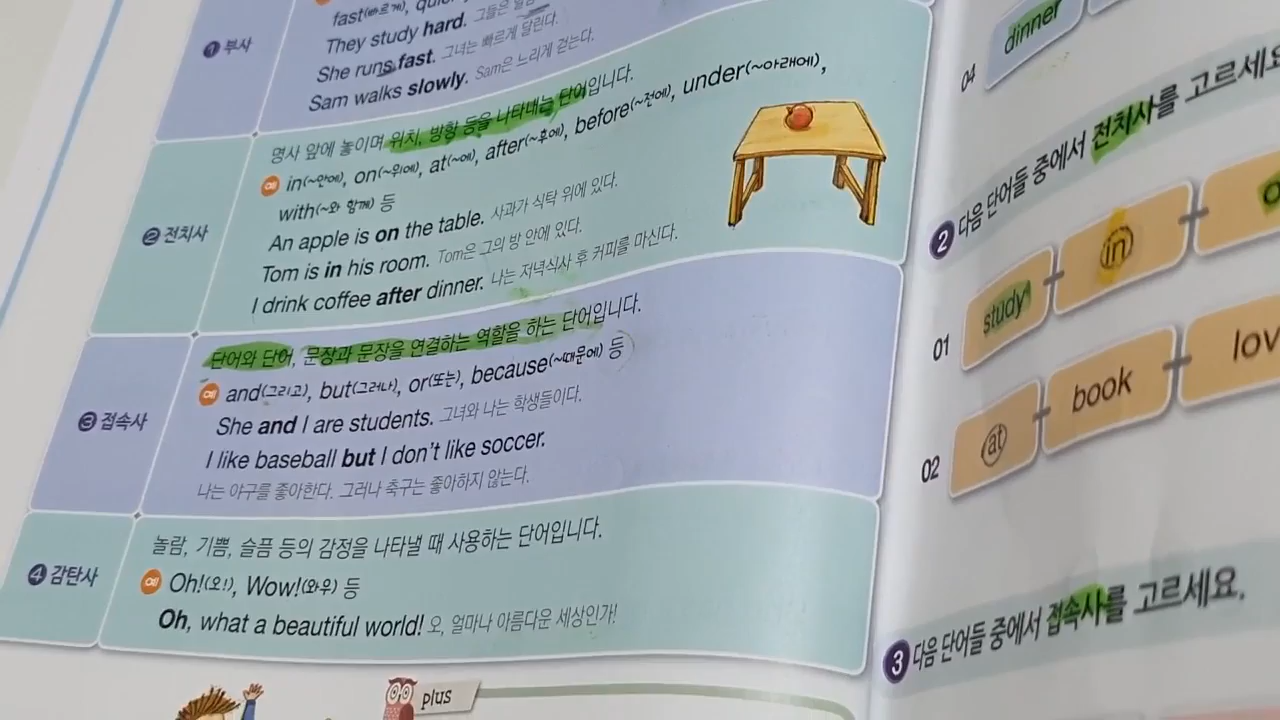 fast(빠르게),
They study hard. 그들은
① 부사
She runs fast. 그녀는 빠르게 달린다.
Sam walks slowly. Sam은 느리게 걷는다.
명사 앞에 놓이며 위치, 방향 등을 나타내는 단어입니다.
예 in(~안에), on(~위에), at(~에), after(~후에), before(~전에), under(~아래에),
with(~와 함께) 등
② 전치사
An apple is on the table. 사과가 식탁 위에 있다.
Tom is in his room. Tom은 그의 방 안에 있다.
I drink coffee after dinner. 나는 저녁식사 후 커피를 마신다.
단어와 단어, 문장과 문장을 연결하는 역할을 하는 단어입니다.
예 and(그리고), but(그러나), or(또는), because(~때문에) 등
③ 접속사
She and I are students. 그녀와 나는 학생들이다.
I like baseball but I don't like soccer.
나는 야구를 좋아한다. 그러나 축구는 좋아하지 않는다.
놀람, 기쁨, 슬픔 등의 감정을 나타낼 때 사용하는 단어입니다.
④ 감탄사
예 Oh!(오!), Wow!(와우) 등
Oh, what a beautiful world! 오, 얼마나 아름다운 세상인가!
plus
dinner
04
2 다음 단어들 중에서 전치사를 고르세요
01 study in
02 at book lov
3 다음 단어들 중에서 접속사를 고르세요.